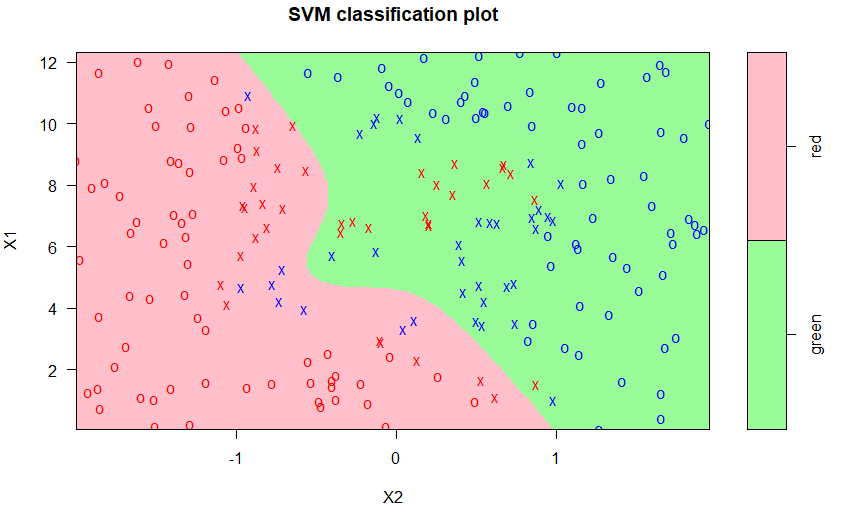 SVM classification plot
12
10
8
6
4
2
X1
-1
0
1
X2
red
green